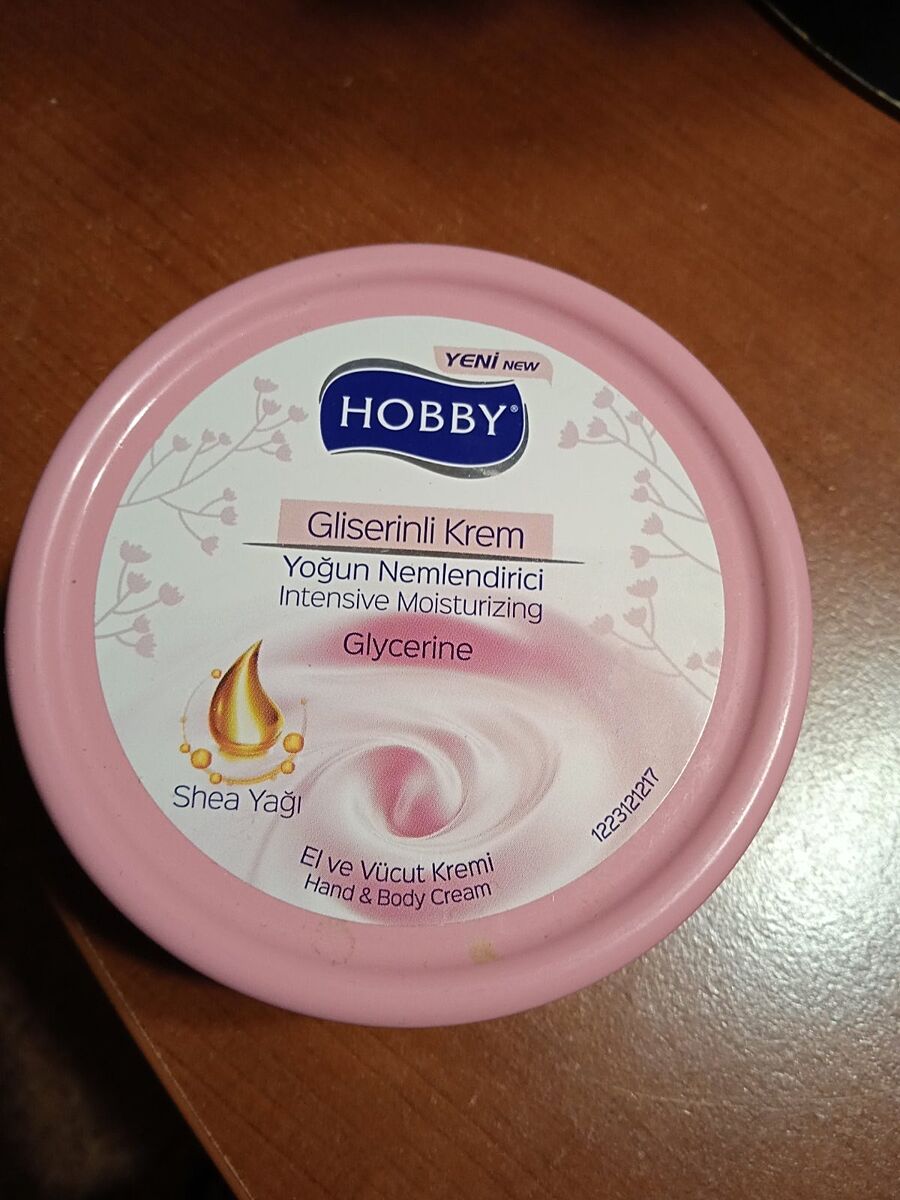 YENİ NEW
HOBBY®
Gliserinli Krem
Yoğun Nemlendirici
Intensive Moisturizing
Glycerine
Shea Yağı
1223121217
El ve Vücut Kremi
Hand & Body Cream